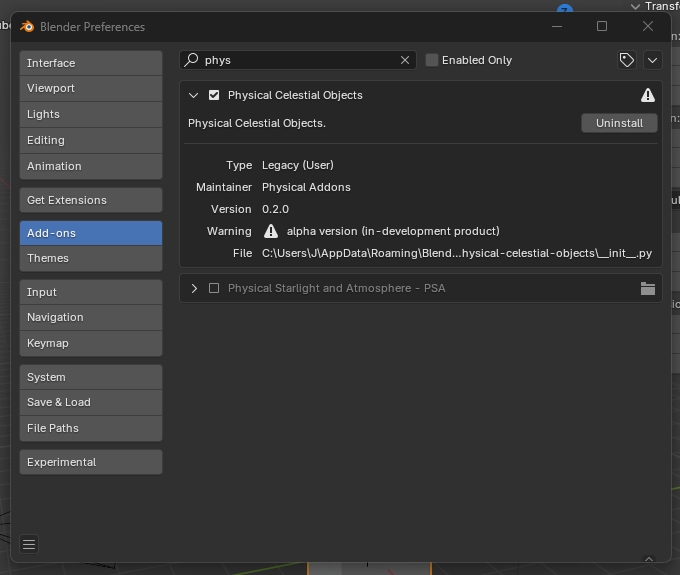 Transf
Blender Preferences
Interface
Viewport
Lights
Editing
Animation
Get Extensions
Add-ons
Themes
Input
Navigation
Keymap
System
Save & Load
File Paths
Experimental
phys
Enabled Only
Physical Celestial Objects
Physical Celestial Objects.
Uninstall
Type Legacy (User)
Maintainer Physical Addons
Version 0.2.0
Warning alpha version (in-development product)
File C:\Users\J\AppData\Roaming\Blend...hysical-celestial-objects\__init__.py
Physical Starlight and Atmosphere - PSA